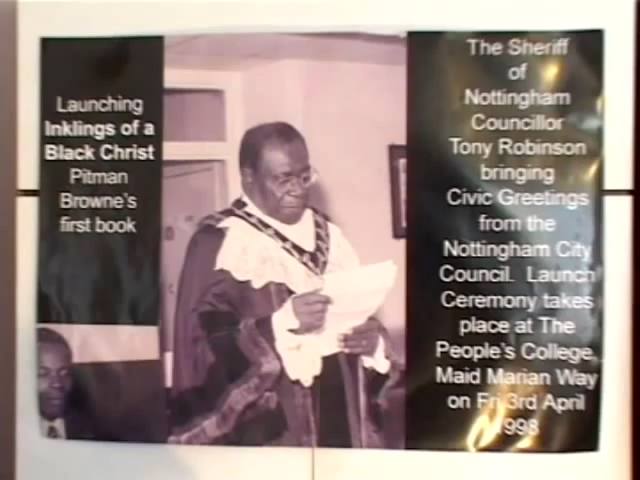 Launching
Inklings of a
Black Christ
Pitman
Browne's
first book
The Sheriff
of
Nottingham
Councillor
Tony Robinson
bringing
Civic Greetings
from the
Nottingham City
Council. Launch
Ceremony takes
place at The
People's College,
Maid Marian Way
on Fri 3rd April
1998